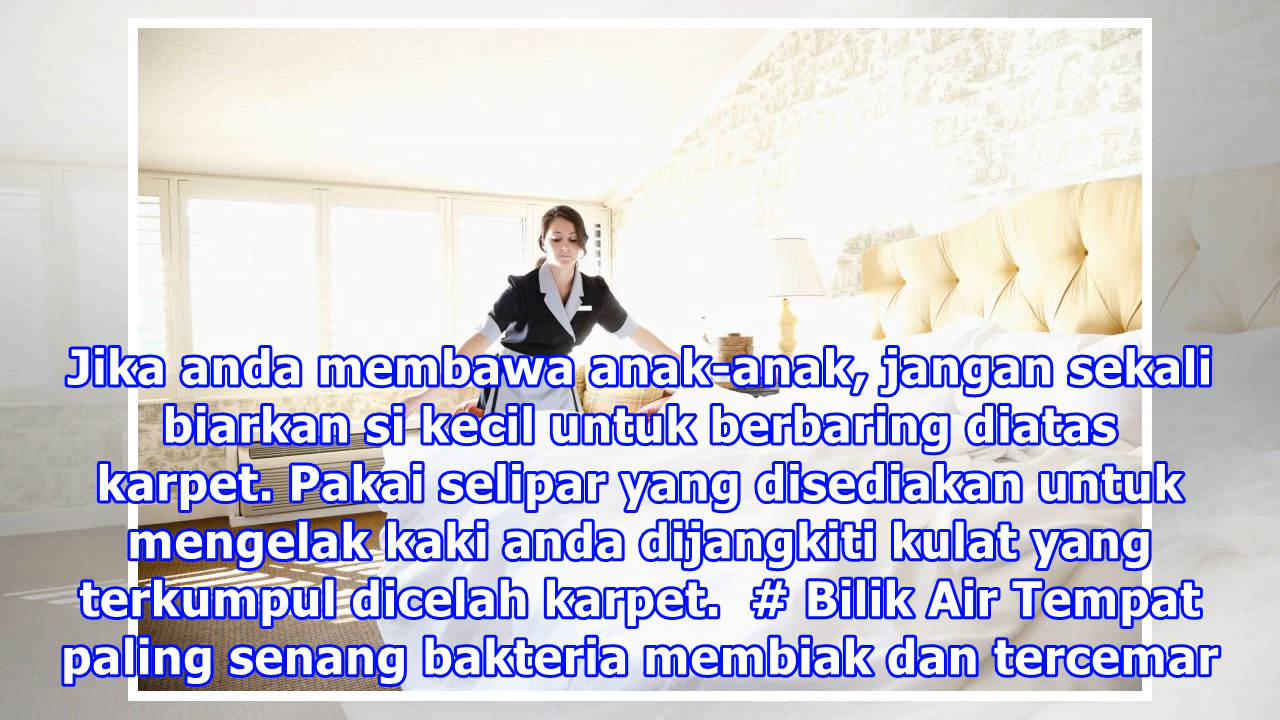 Jika anda membawa anak-anak, jangan sekali
biarkan si kecil untuk berbaring diatas
karpet. Pakai selipar yang disediakan untuk
mengelak kaki anda dijangkiti kulat yang
terkumpul dicelah karpet.  # Bilik Air Tempat
paling senang bakteria membiak dan tercemar